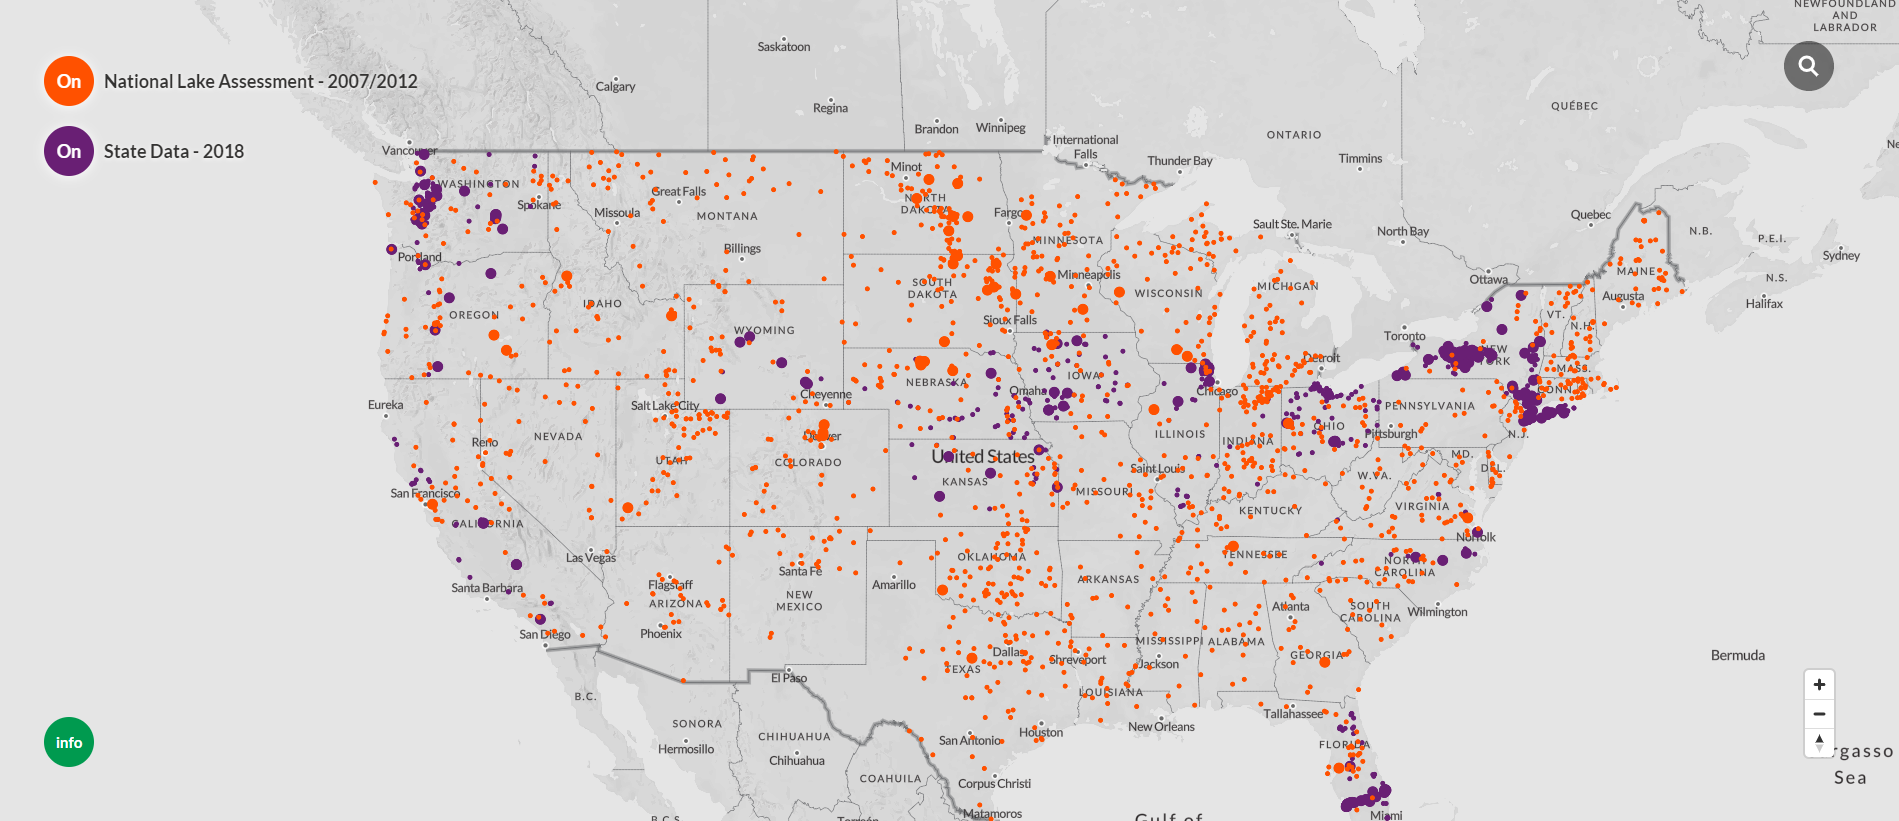 NEWFOUNDLAND
AND
LABRADOR
Saskatoon
On
National Lake Assessment - 2007/2012
Calgary
Regina
QUÉBEC
Brandon
Winnipeg
ONTARIO
International
Falls
Vancouver
On
State Data - 2018
Thunder Bay
Timmins
Minot
WASHINGTON
Great Falls
Spokane
NORTH
DAKOTA
Missoula
MONTANA
Fargo
Quebec
Sault Ste. Marie
North Bay
N.B.
P.E.I.
MINNESOTA
Billings
Portland
Sydney
Minneapolis
MAINE
N.S.
Ottawa
SOUTH
DAKOTA
MICHIGAN
WISCONSIN
Augusta
Halifax
IDAHO
OREGON
VT.
N.H.
Sioux Falls
WYOMING
Toronto
NEW
YORK
Detroit
MASS.
IOWA
NEBRASKA
Omaha
Chicago
CONN.
Cheyenne
Eureka
Salt Lake City
PENNSYLVANIA
OHIO
Pittsburgh
N.J.
ILLINOIS
INDIANA
Denver
NEVADA
Reno
MD.
United States
UTAH
COLORADO
DEL.
Saint Louis
W.VA.
KANSAS
MISSOURI
San Francisco
VIRGINIA
KENTUCKY
CALIFORNIA
Norfolk
Las Vegas
OKLAHOMA
TENNESSEE
NORTH
CAROLINA
Santa Fe
ARKANSAS
Flagstaff
Amarillo
Santa Barbara
NEW
MEXICO
ARIZONA
Atlanta
SOUTH
CAROLINA
Wilmington
Phoenix
San Diego
MISSISSIPPI
ALABAMA
Dallas
Shreveport
Jackson
GEORGIA
Bermuda
TEXAS
El Paso
B.C.
LOUISIANA
Tallahassee
SONORA
New Orleans
Houston
CHIHUAHUA
San Antonio
info
Hermosillo
FLORIDA
rgasso
Sea
Chihuahua
COAHUILA
Corpus Christi
Matamoros
Miami
B.C.S.
Torreón
Gulf of